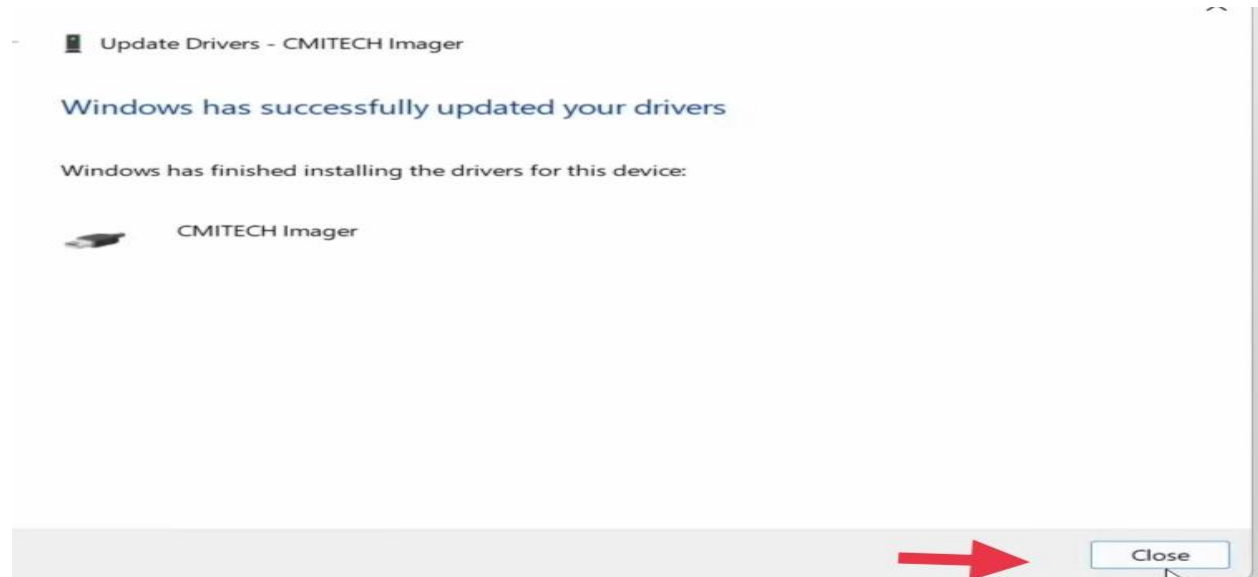 Update Drivers - CMITECH Imager
Windows has successfully updated your drivers
Windows has finished installing the drivers for this device:
CMITECH Imager
Close